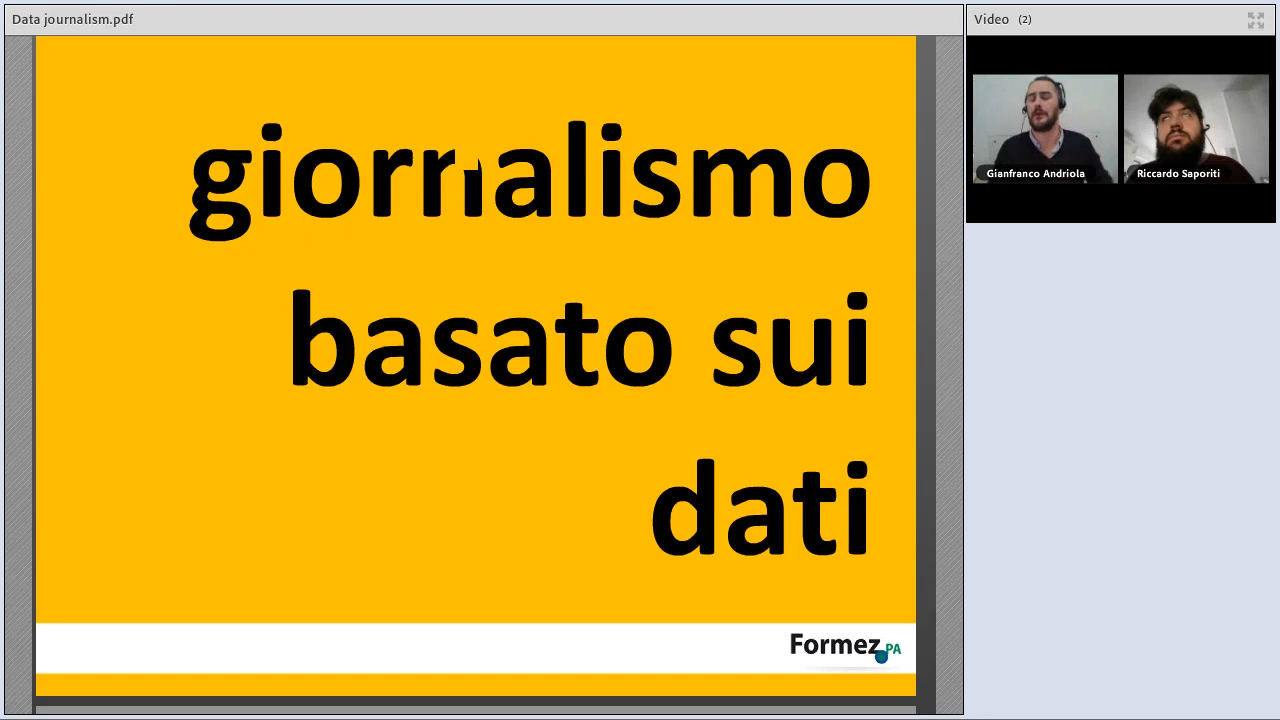 Data journalism.pdf
Video (2)
giornalismo
basato sui
dati
Formez PA
Gianfranco Andriola
Riccardo Saporiti